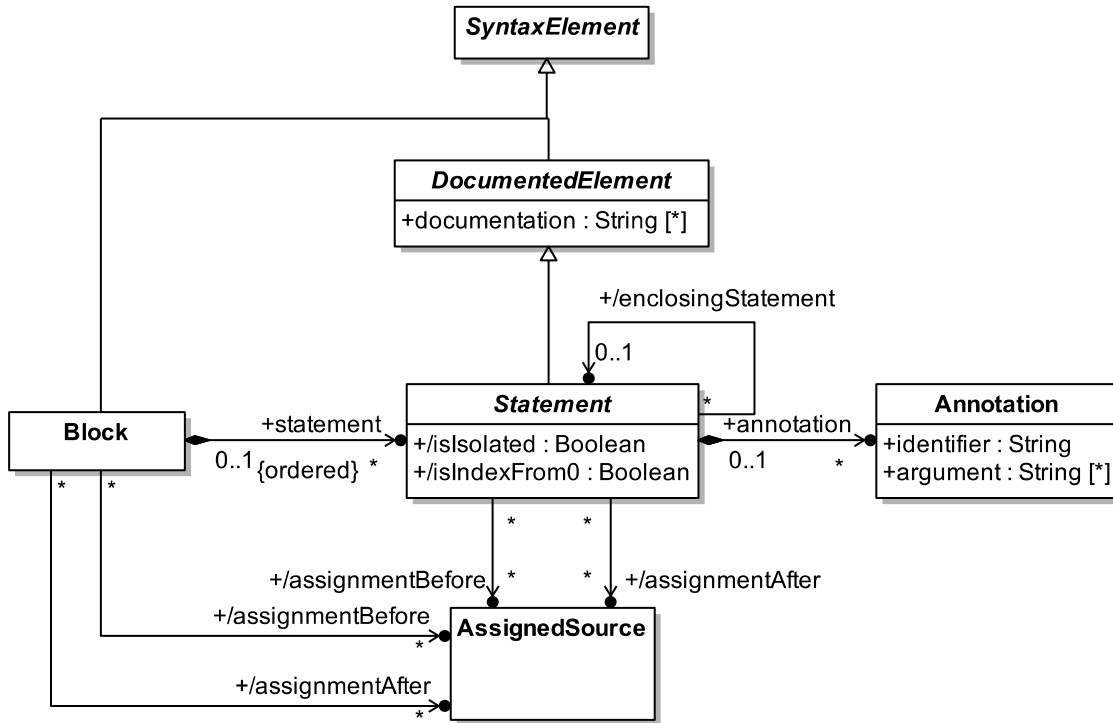 SyntaxElement
DocumentedElement
+documentation : String [*]
+/enclosingStatement
0..1
*
Block
+statement
0..1
{ordered}
*
Statement
+/isIsolated : Boolean
+/isIndexFrom0 : Boolean
+annotation
0..1
*
Annotation
+identifier : String
+argument : String [*]
*
*
*
*
+/assignmentBefore
*
*
+/assignmentAfter
+/assignmentBefore
*
AssignedSource
+/assignmentAfter
*